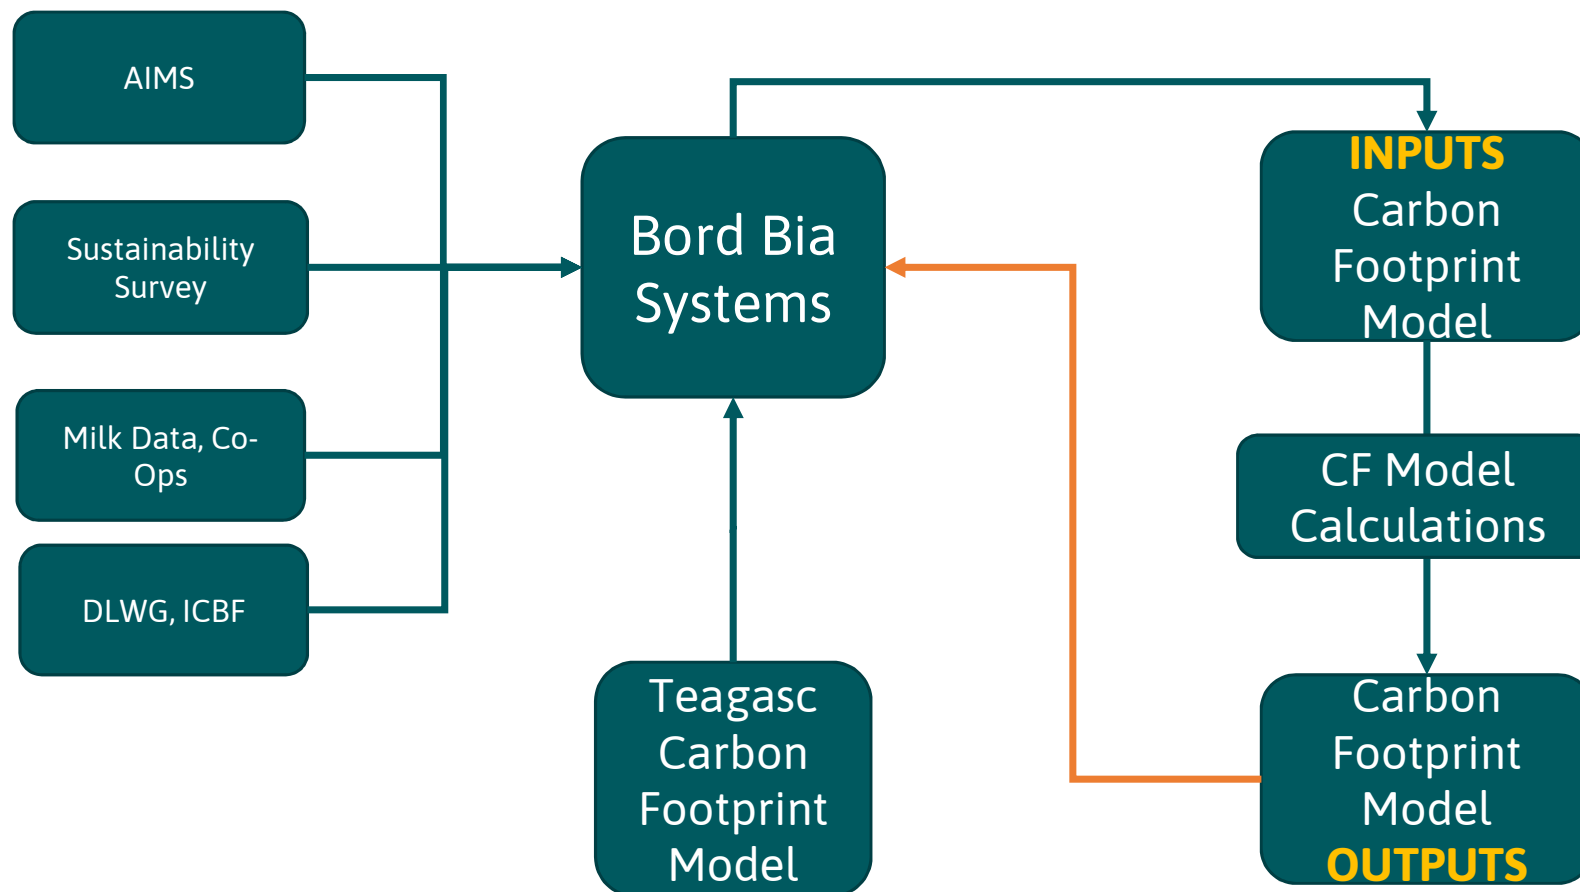 AIMS
Sustainability
Survey
Milk Data, Co-
Ops
DLWG, ICBF
Bord Bia
Systems
Teagasc
Carbon
Footprint
Model
INPUTS
Carbon
Footprint
Model
CF Model
Calculations
Carbon
Footprint
Model
OUTPUTS